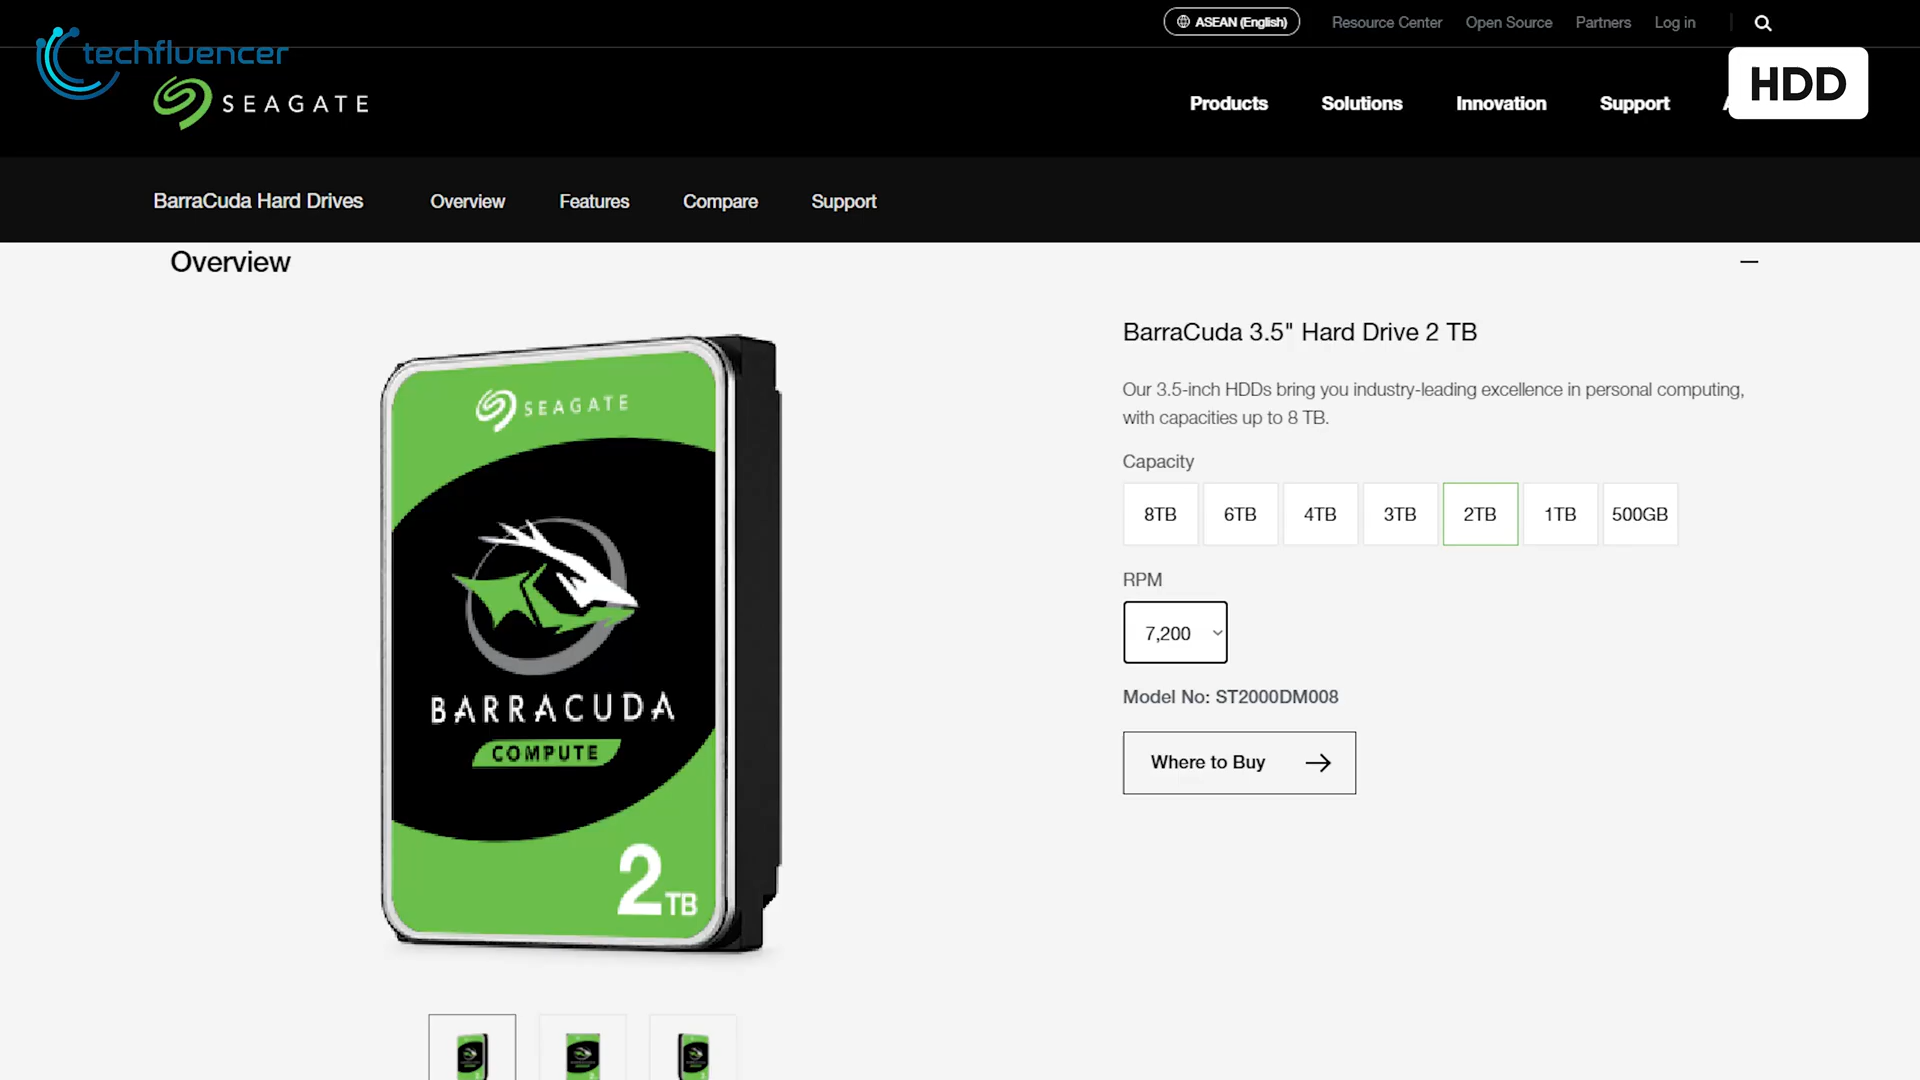 ASEAN (English)
Resource Center
Open Source
Partners
Log in
techfluencer
SEAGATE
Products
Solutions
Innovation
Support
HDD
BarraCuda Hard Drives
Overview
Features
Compare
Support
Overview
SEAGATE
BARRACUDA
COMPUTE
2TB
BarraCuda 3.5" Hard Drive 2 TB
Our 3.5-inch HDDs bring you industry-leading excellence in personal computing,
with capacities up to 8 TB.
Capacity
8TB
6TB
4TB
3TB
2TB
1TB
500GB
RPM
7,200
Model No: ST2000DM008
Where to Buy